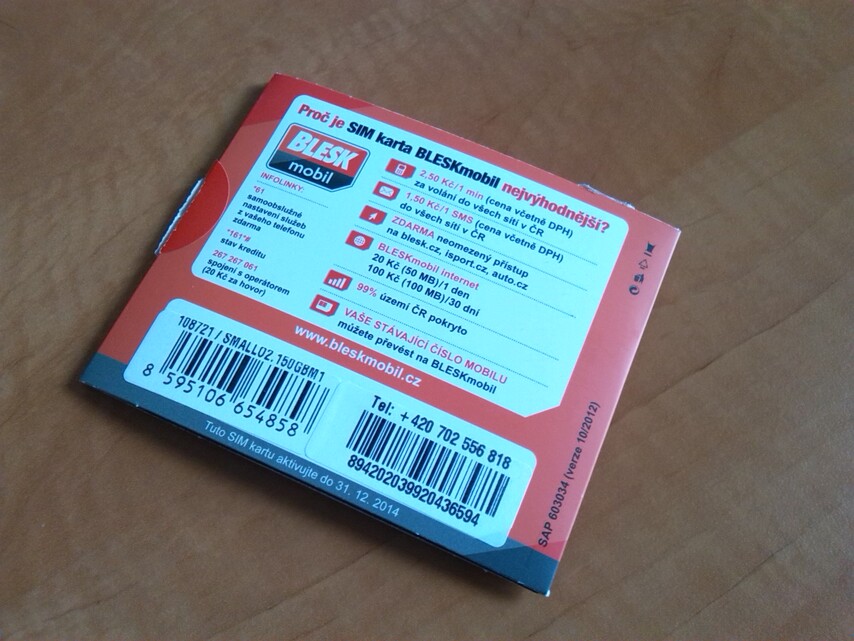 Proč je SIM karta BLESKmobil nejvýhodnější?
BLESK
mobil
INFOLINKY:
*61
samoobslužné
nastavení služeb
z vašeho telefonu
zdarma
*101*#
stav kreditu
267 267 061
spojení s operátorem
(20 Kč za hovor)
2,50 Kč/1 min (cena včetně DPH)
za volání do všech sítí v ČR
1,50 Kč/1 SMS (cena včetně DPH)
do všech sítí v ČR
ZDARMA neomezený přístup
na blesk.cz, isport.cz, auto.cz
BLESKmobil internet
20 Kč (50 MB)/1 den
100 Kč (100 MB)/30 dní
99% území ČR pokryto
VAŠE STÁVAJÍCÍ ČÍSLO MOBILU
můžete převést na BLESKmobil
www.bleskmobil.cz
108721 / SMALL02.150GBM1
8 595106 654858
Tel: +420 702 556 818
894202039920436594
Tuto SIM kartu aktivujte do 31. 12. 2014
SAP 603034 (verze 10/2012)